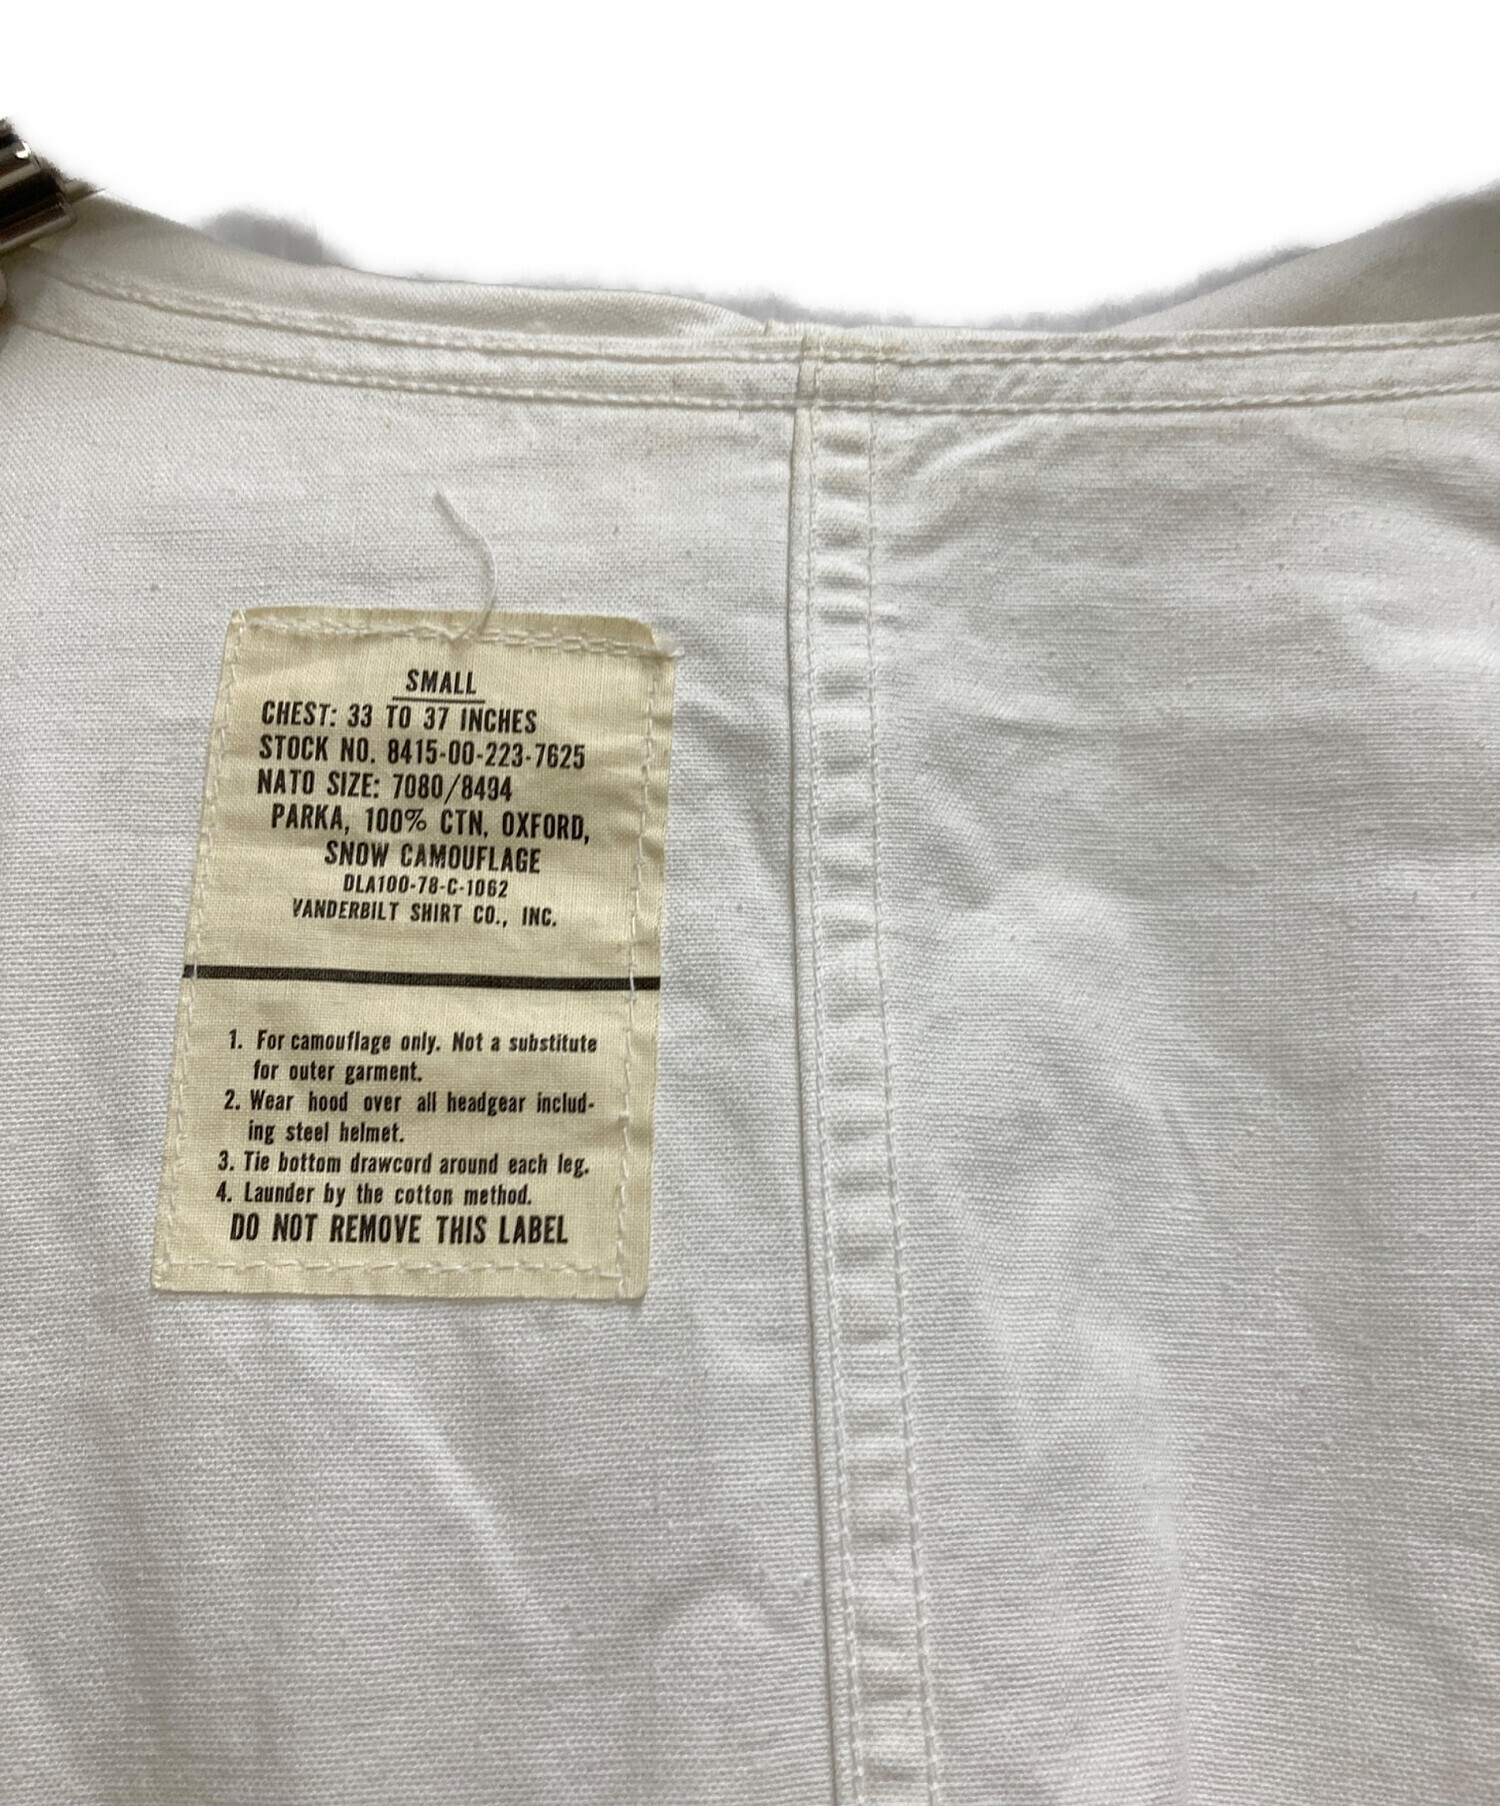 SMALL
CHEST: 33 TO 37 INCHES
STOCK NO. 8415-00-223-7625
NATO SIZE: 7080/8494
PARKA, 100% CTN, OXFORD,
SNOW CAMOUFLAGE
DLA100-78-C-1062
VANDERBILT SHIRT CO., INC.
1. For camouflage only. Not a substitute
for outer garment.
2. Wear hood over all headgear includ-
ing steel helmet.
3. Tie bottom drawcord around each leg.
4. Launder by the cotton method.
DO NOT REMOVE THIS LABEL